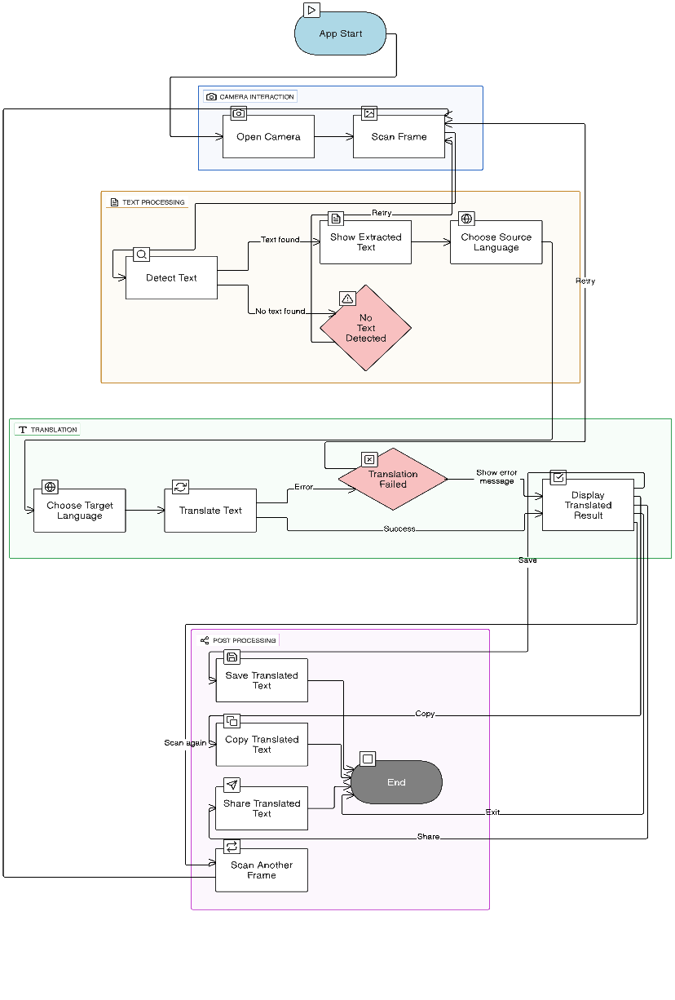 App Start
CAMERA INTERACTION
Open Camera
Scan Frame
TEXT PROCESSING
Retry
Text found
Show Extracted
Text
Choose Source
Language
Detect Text
Retry
No text found
No
Text
Detected
TRANSLATION
Translation
Failed
Show error
message
Error
Choose Target
Language
Translate Text
Display
Translated
Result
Success
Save
POST PROCESSING
Save Translated
Text
Copy
Scan again
Copy Translated
Text
End
Share Translated
Text
Exit
Share
Scan Another
Frame